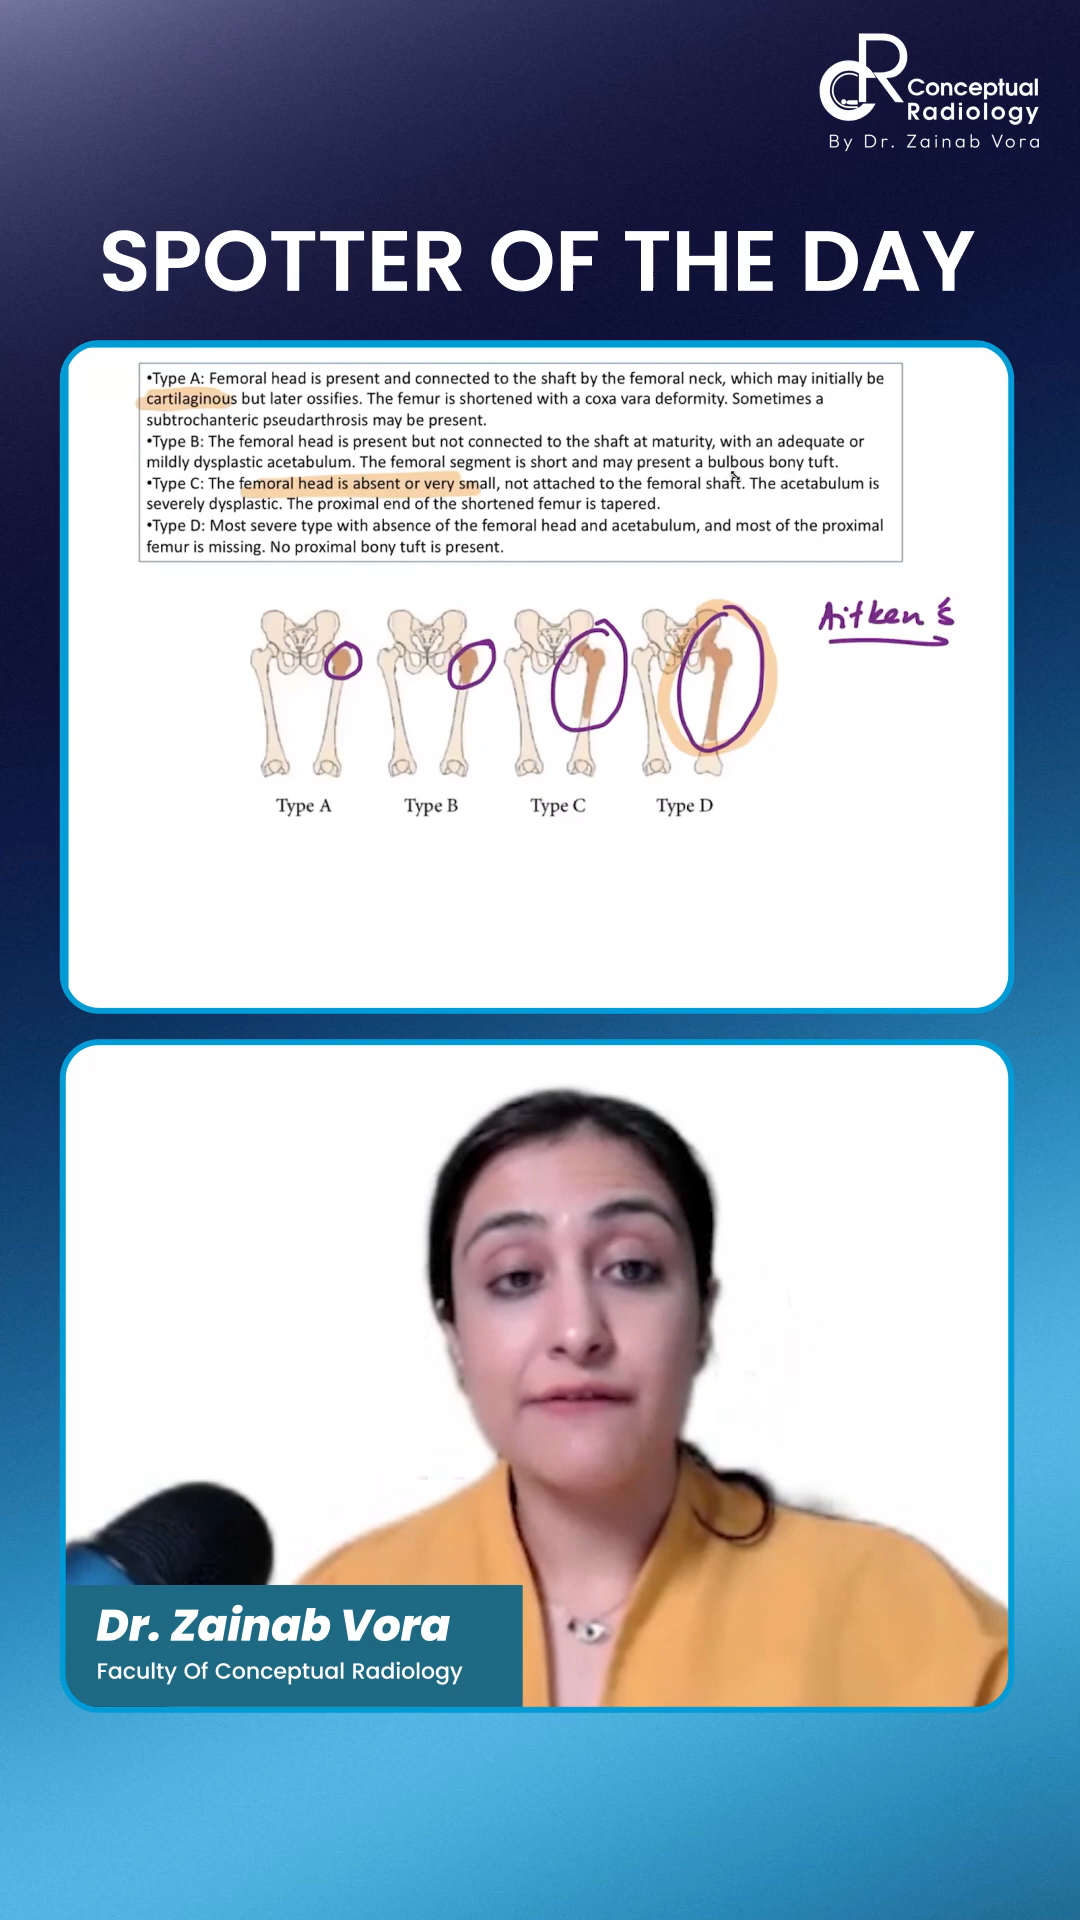 CR Conceptual
Radiology
By Dr. Zainab Vora
SPOTTER OF THE DAY
•Type A: Femoral head is present and connected to the shaft by the femoral neck, which may initially be
cartilaginous but later ossifies. The femur is shortened with a coxa vara deformity. Sometimes a
subtrochanteric pseudarthrosis may be present.
•Type B: The femoral head is present but not connected to the shaft at maturity, with an adequate or
mildly dysplastic acetabulum. The femoral segment is short and may present a bulbous bony tuft.
•Type C: The femoral head is absent or very small, not attached to the femoral shaft. The acetabulum is
severely dysplastic. The proximal end of the shortened femur is tapered.
•Type D: Most severe type with absence of the femoral head and acetabulum, and most of the proximal
femur is missing. No proximal bony tuft is present.
Aitken's
Type A Type B Type C Type D
Dr. Zainab Vora
Faculty Of Conceptual Radiology